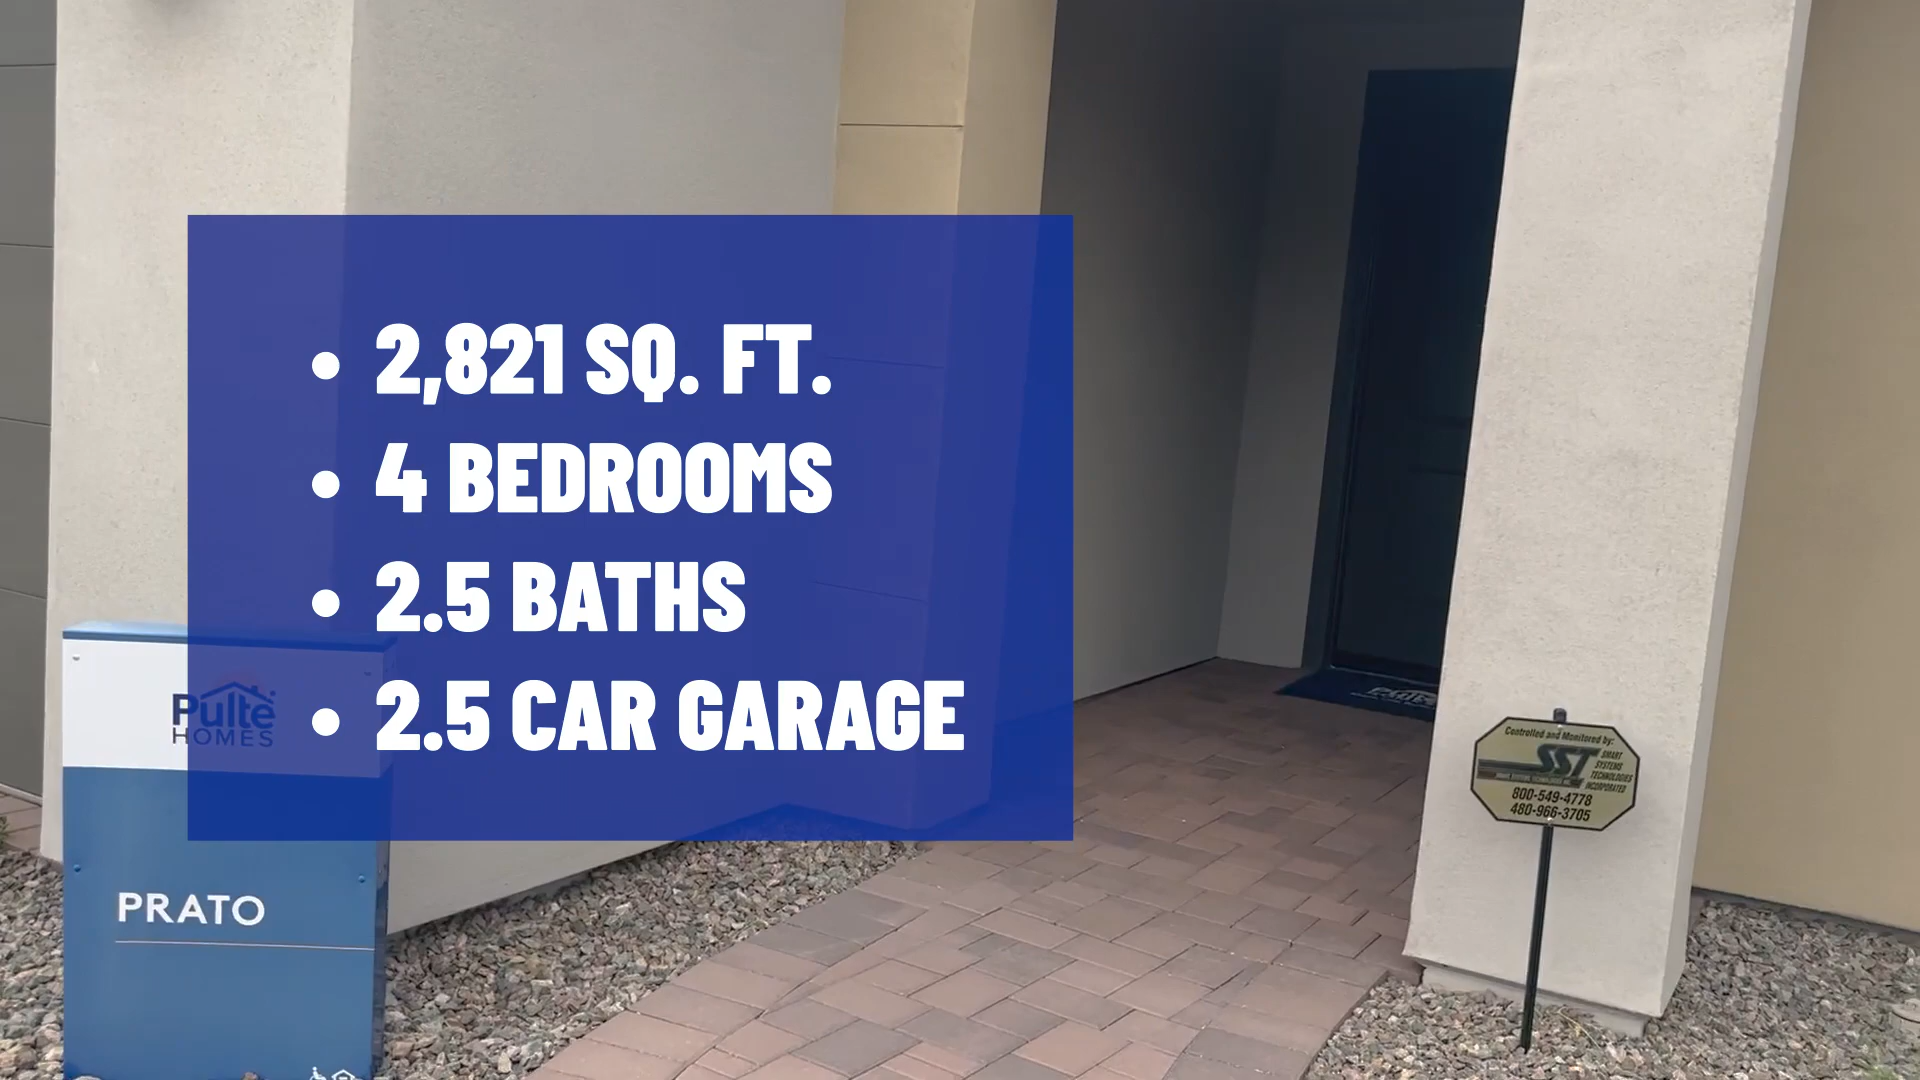 • 2,821 SQ. FT.
• 4 BEDROOMS
• 2.5 BATHS
• 2.5 CAR GARAGE
Pulte
HOMES
PRATO
Pulte
Controlled and Monitored by:
SST SMART
SYSTEMS
TECHNOLOGIES
INCORPORATED
800-549-4778
480-966-3705